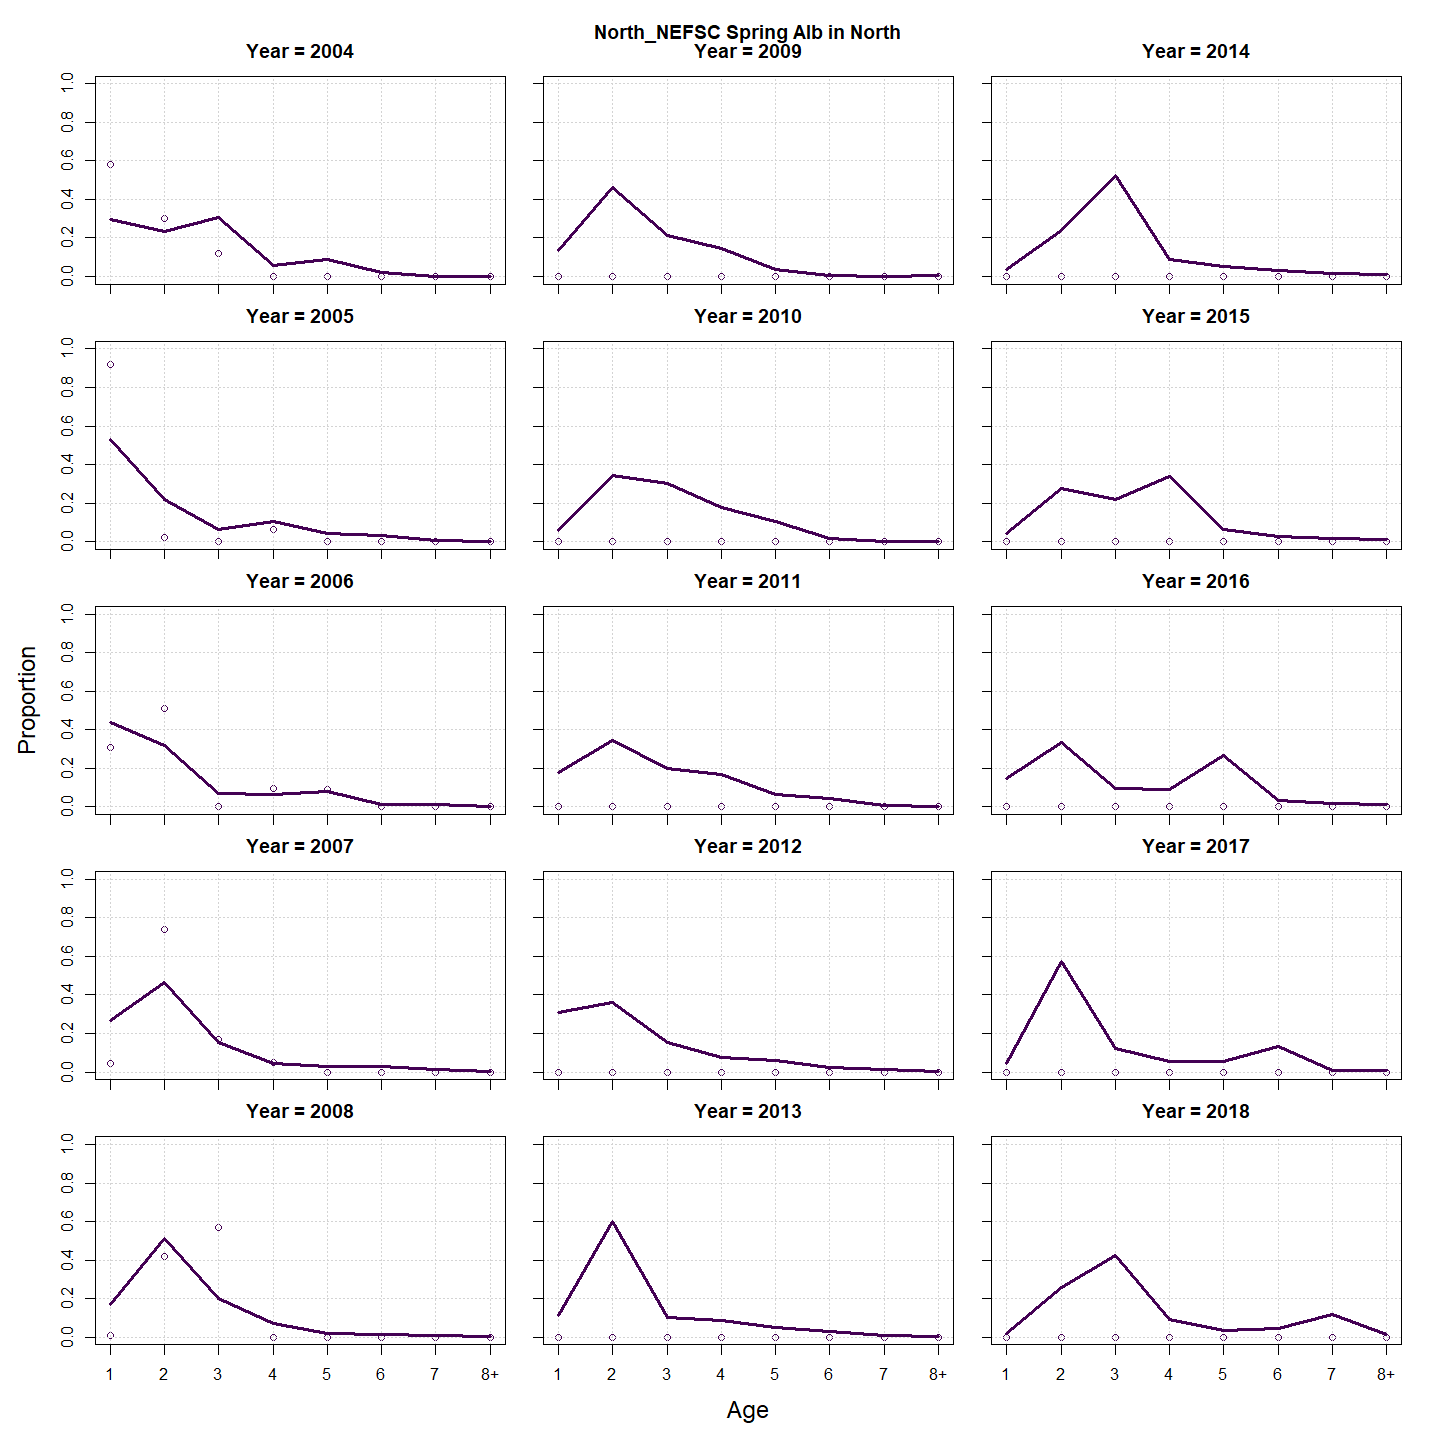 North_NEFSC Spring Alb in North
Year = 2004
Year = 2009
Year = 2014
1.0
0.8
0.6
0.4
0.2
0.0
Year = 2005
Year = 2010
Year = 2015
1.0
0.8
0.6
0.4
0.2
0.0
Year = 2006
Year = 2011
Year = 2016
1.0
0.8
0.6
0.4
0.2
0.0
Proportion
Year = 2007
Year = 2012
Year = 2017
1.0
0.8
0.6
0.4
0.2
0.0
Year = 2008
Year = 2013
Year = 2018
1.0
0.8
0.6
0.4
0.2
0.0
1 2 3 4 5 6 7 8+
1 2 3 4 5 6 7 8+
1 2 3 4 5 6 7 8+
Age